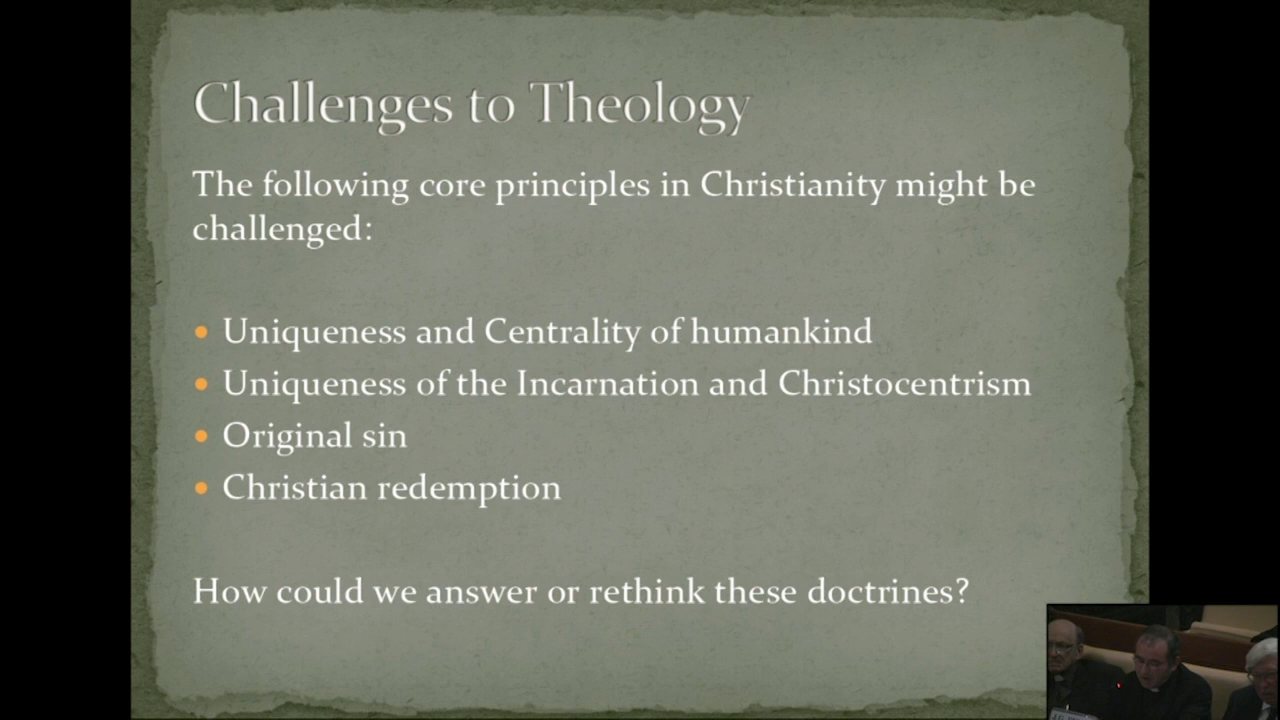 Challenges to Theology
The following core principles in Christianity might be
challenged:
• Uniqueness and Centrality of humankind
• Uniqueness of the Incarnation and Christocentrism
• Original sin
• Christian redemption
How could we answer or rethink these doctrines?